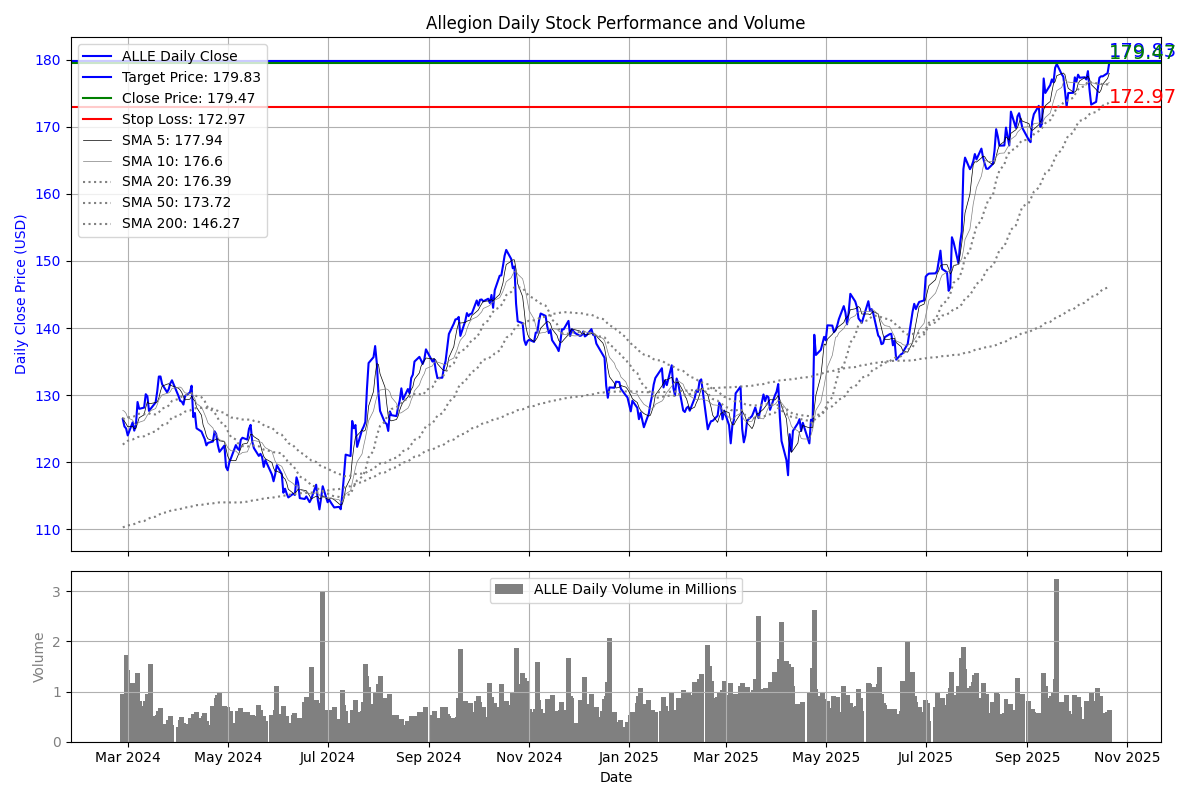 Allegion Daily Stock Performance and Volume
ALLE Daily Close
Target Price: 179.83
Close Price: 179.47
Stop Loss: 172.97
SMA 5: 177.94
SMA 10: 176.6
SMA 20: 176.39
SMA 50: 173.72
SMA 200: 146.27
179.83
179.47
172.97
Daily Close Price (USD)
180
170
160
150
140
130
120
110
ALLE Daily Volume in Millions
Volume
3
2
1
0
Mar 2024
May 2024
Jul 2024
Sep 2024
Nov 2024
Jan 2025
Mar 2025
May 2025
Jul 2025
Sep 2025
Nov 2025
Date